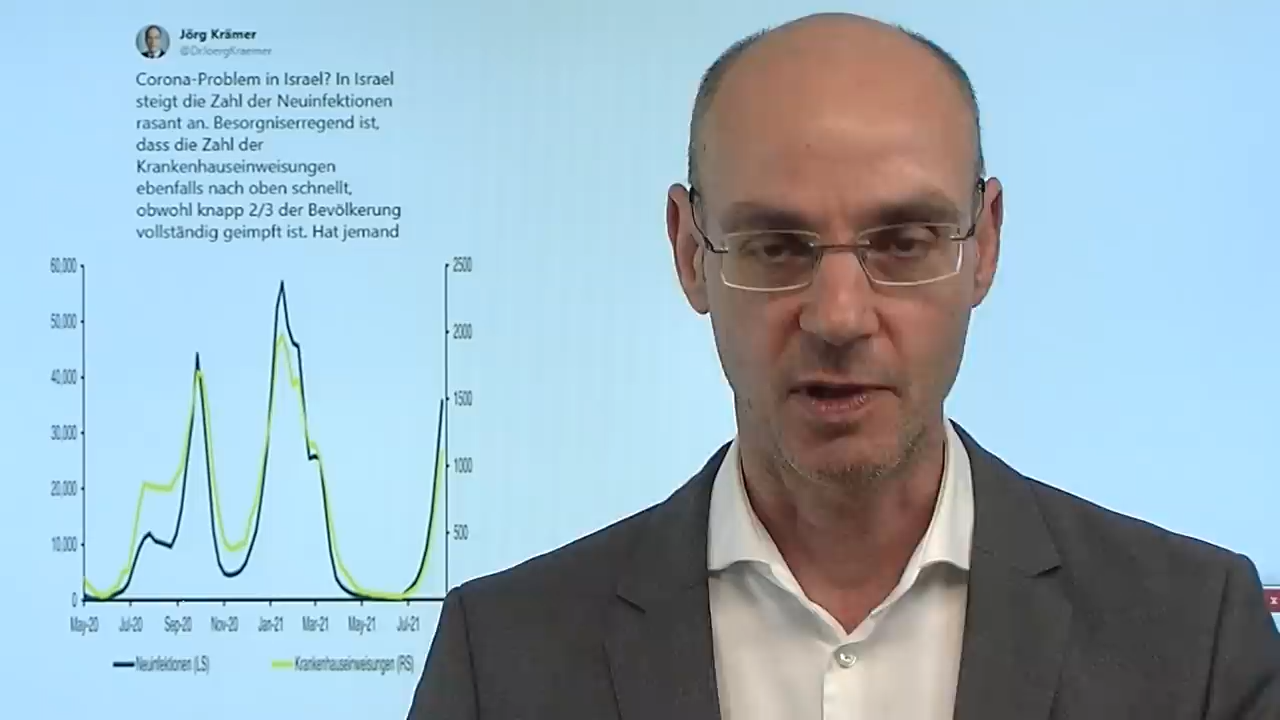 Jörg Krämer
@DrJoergKraemer
Corona-Problem in Israel? In Israel
steigt die Zahl der Neuinfektionen
rasant an. Besorgniserregend ist,
dass die Zahl der
Krankenhauseinweisungen
ebenfalls nach oben schnellt,
obwohl knapp 2/3 der Bevölkerung
vollständig geimpft ist. Hat jemand
60.000 2500
50.000 2000
40.000 1500
30.000 1000
20.000 500
10.000
0
May-20 Jul-20 Sep-20 Nov-20 Jan-21 Mar-21 May-21 Jul-21
Neuinfektionen (LS) Krankenhauseinweisungen (RS)